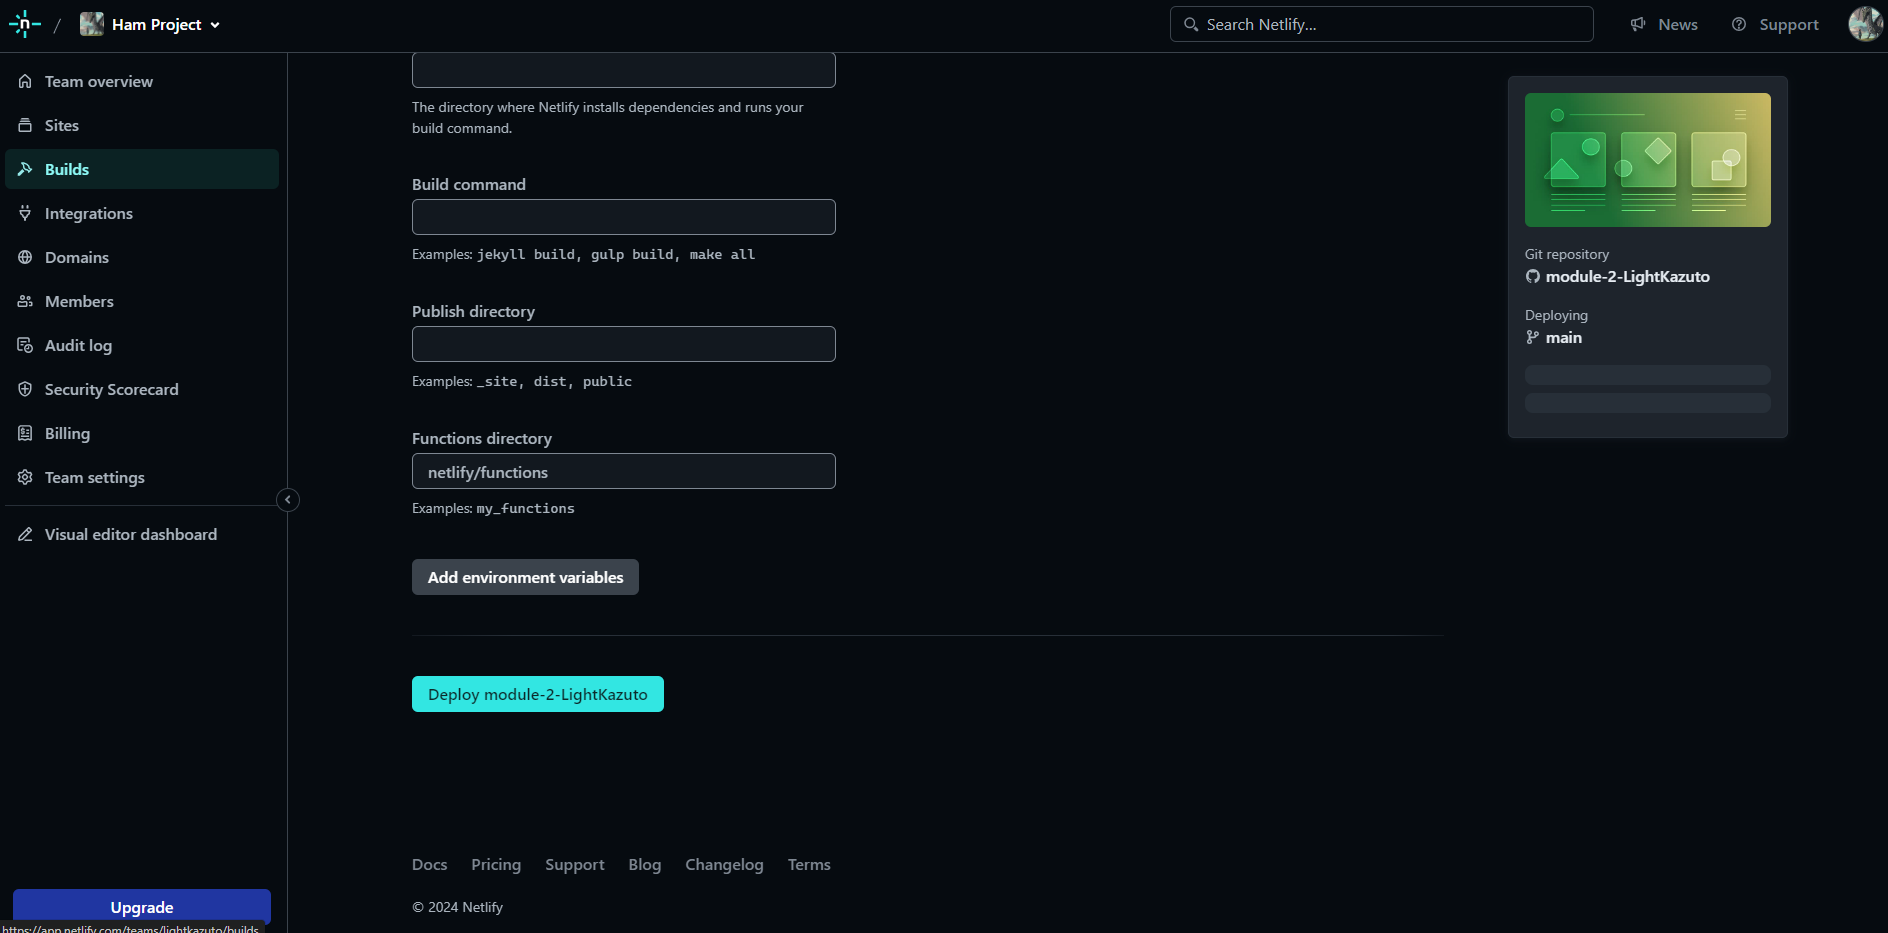 n / Ham Project
Search Netlify...
News
Support
Team overview
Sites
Builds
Integrations
Domains
Members
Audit log
Security Scorecard
Billing
Team settings
Visual editor dashboard
Upgrade
https://app.netlify.com/teams/lightkazuto/builds
The directory where Netlify installs dependencies and runs your
build command.
Build command
Examples: jekyll build, gulp build, make all
Publish directory
Examples: _site, dist, public
Functions directory
netlify/functions
Examples: my_functions
Add environment variables
Deploy module-2-LightKazuto
Docs Pricing Support Blog Changelog Terms
© 2024 Netlify
Git repository
module-2-LightKazuto
Deploying
main